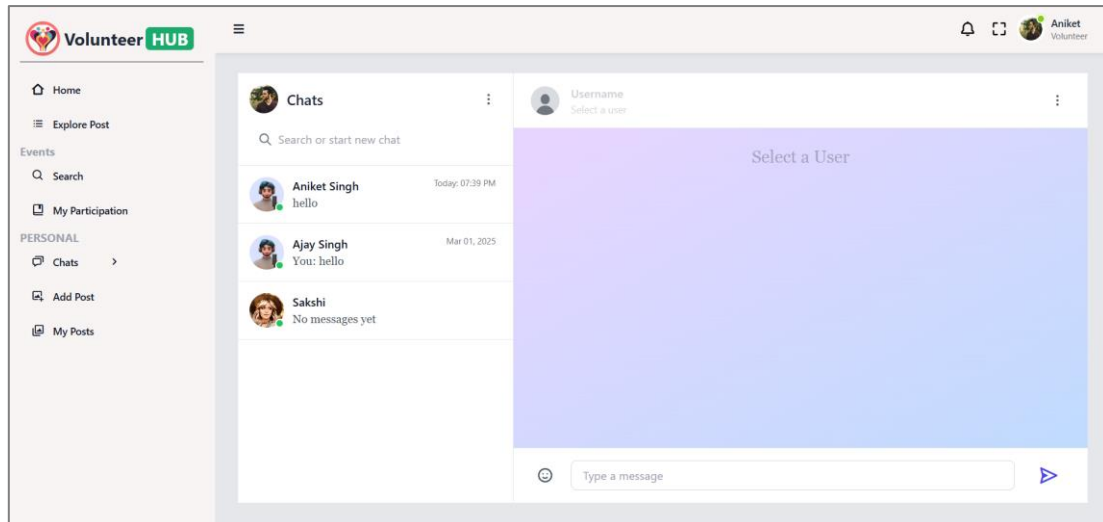 Volunteer HUB
Aniket
Volunteer
Home
Explore Post
Events
Search
My Participation
PERSONAL
Chats
Add Post
My Posts
Chats
Search or start new chat
Aniket Singh
Today: 07:39 PM
hello
Ajay Singh
Mar 01, 2025
You: hello
Sakshi
No messages yet
Username
Select a user
Select a User
Type a message